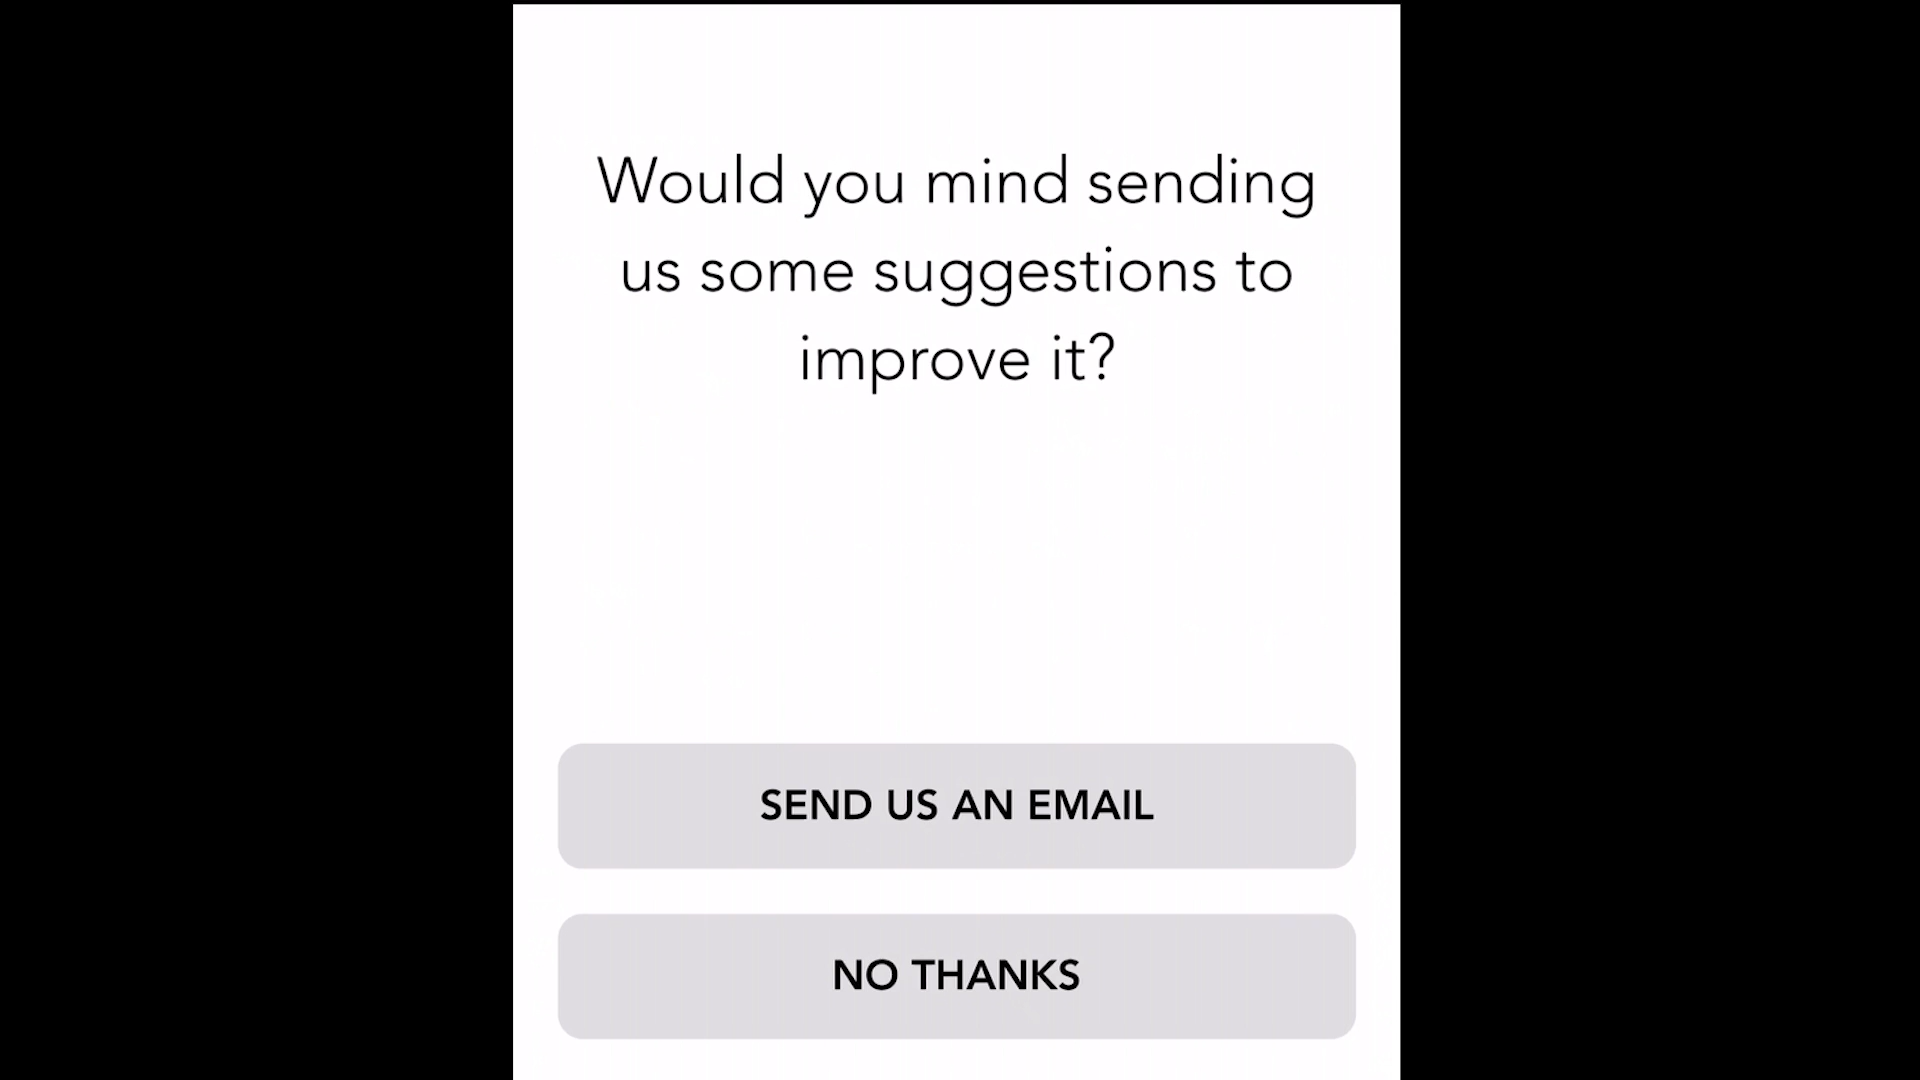 Would you mind sending
us some suggestions to
improve it?
SEND US AN EMAIL
NO THANKS